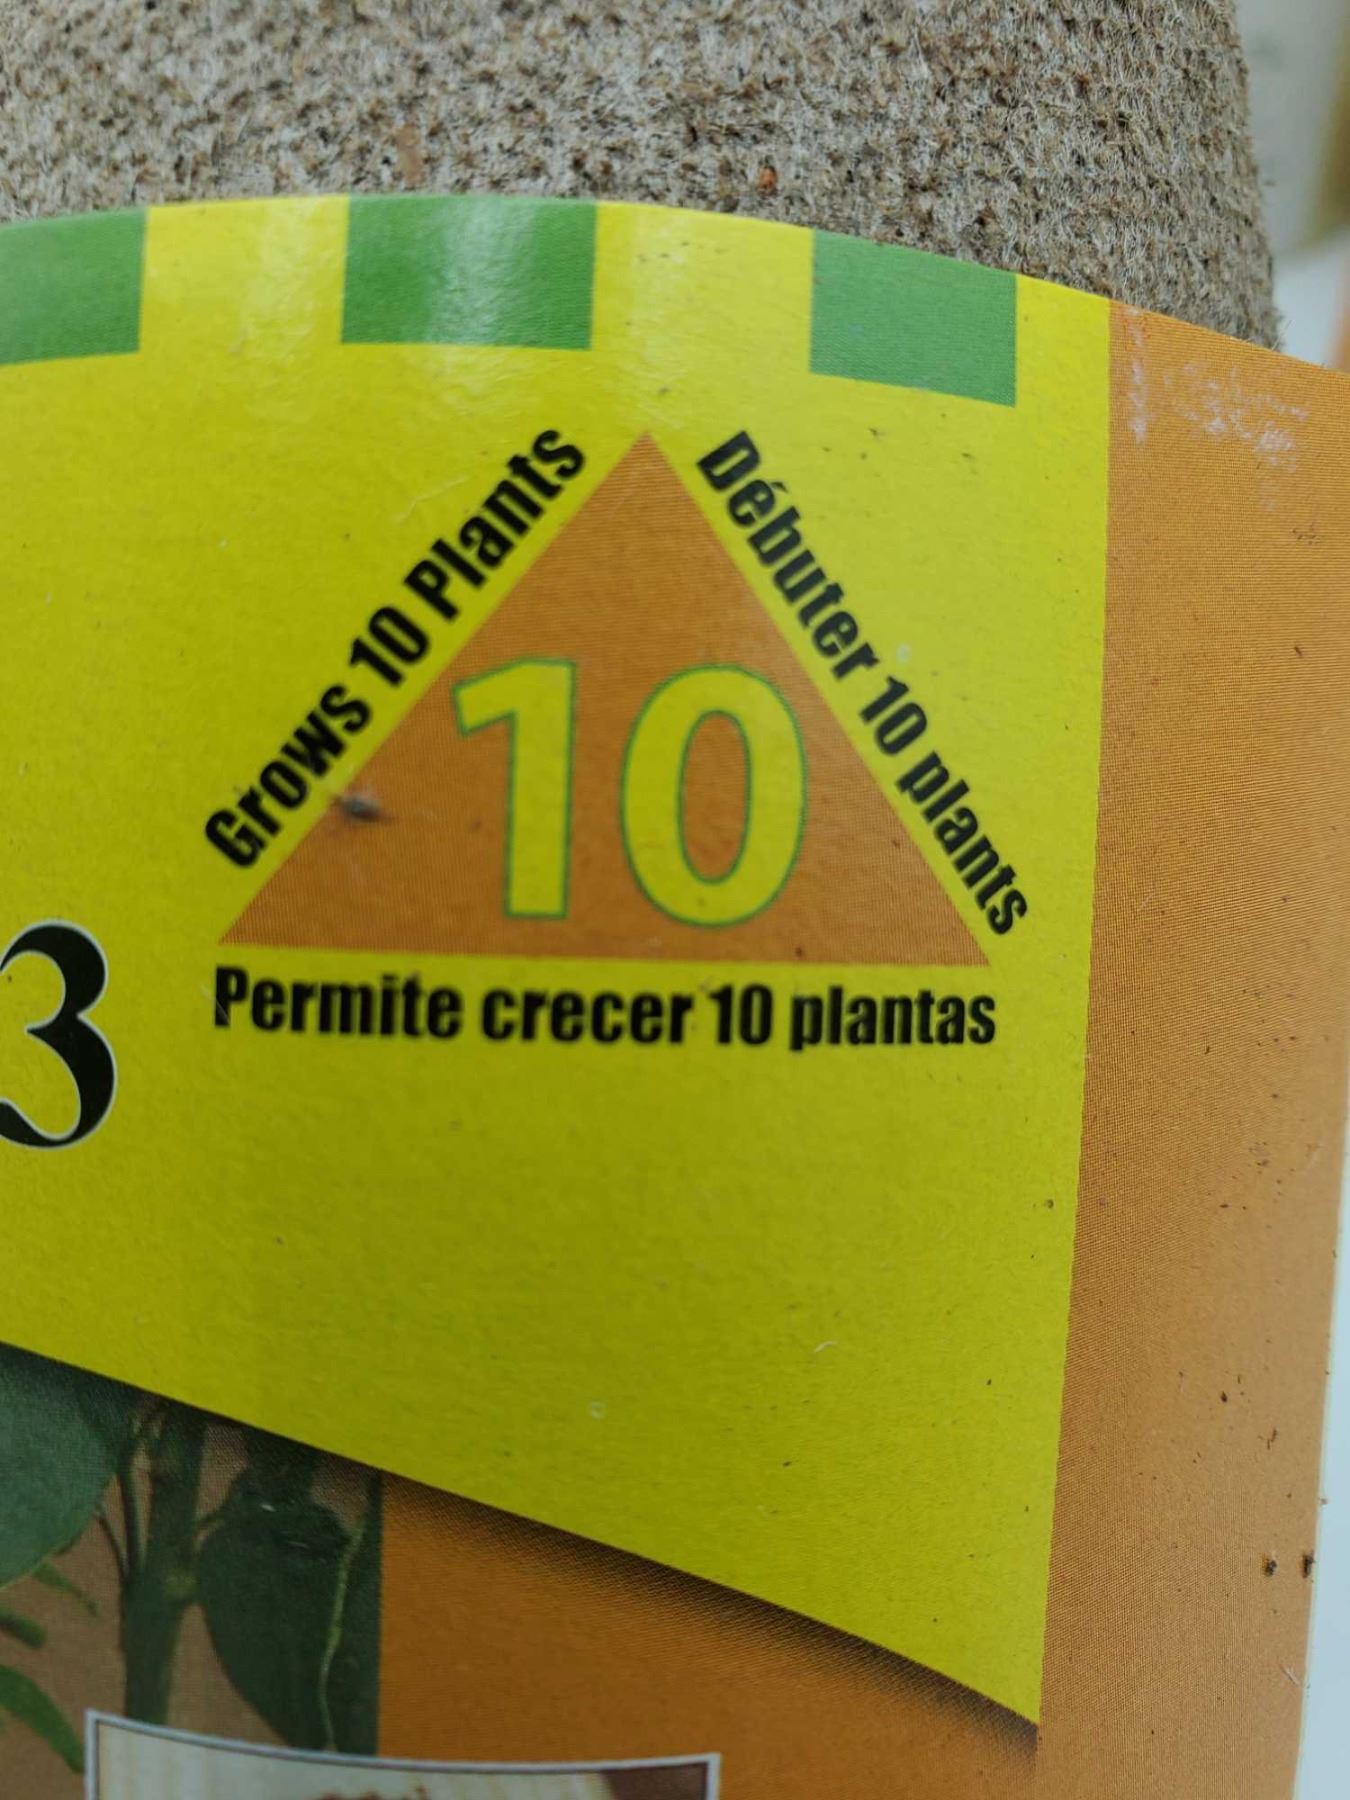 Grows 10 Plants
Débuter 10 plants
10
Permite crecer 10 plantas
3